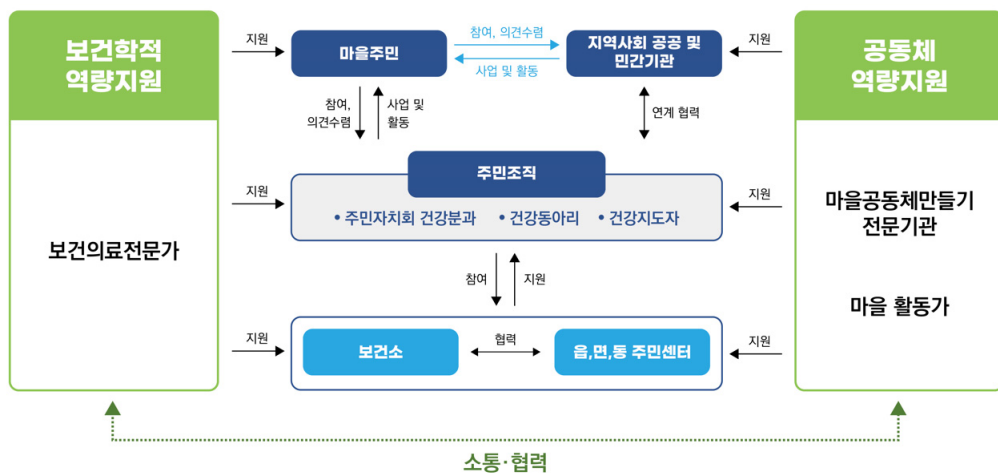 보건학적
역량지원
보건의료전문가
지원
지원
지원
마을주민
참여, 의견수렴
사업 및 활동
지역사회 공공 및
민간기관
참여,
의견수렴
사업 및
활동
연계 협력
주민조직
• 주민자치회 건강분과 • 건강동아리 • 건강지도자
참여
지원
보건소
협력
읍,면,동 주민센터
지원
지원
지원
공동체
역량지원
마을공동체만들기
전문기관
마을 활동가
소통·협력